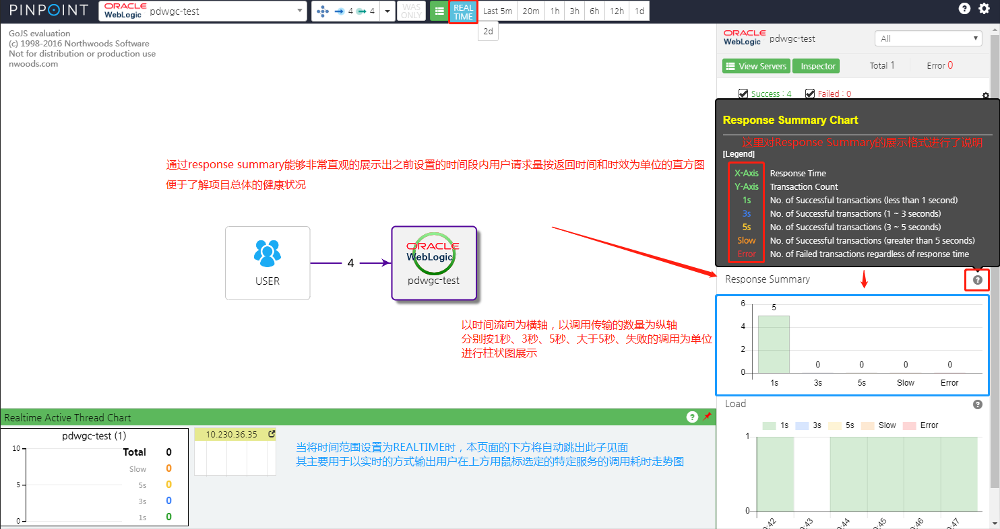 PINPOINT
ORACLE WebLogic pdwgc-test
4 4
WAS ONLY
REAL TIME
Last 5m 20m 1h 3h 6h 12h 1d
2d
GoJS evaluation
(c) 1998-2016 Northwoods Software
Not for distribution or production use
nwoods.com
ORACLE WebLogic pdwgc-test
All
View Servers Inspector Total 1 Error 0
Success : 4 Failed : 0
Response Summary Chart
这里对Response Summary的展示格式进行了说明
[Legend]
X-Axis Response Time
Y-Axis Transaction Count
1s No. of Successful transactions (less than 1 second)
3s No. of Successful transactions (1 ~ 3 seconds)
5s No. of Successful transactions (3 ~ 5 seconds)
Slow No. of Successful transactions (greater than 5 seconds)
Error No. of Failed transactions regardless of response time
通过response summary能够非常直观的展示出之前设置的时间段内用户请求量按返回时间和时效为单位的直方图
便于了解项目总体的健康状况
USER
4
ORACLE WebLogic
pdwgc-test
以时间流向为横轴，以调用传输的数量为纵轴
分别按1秒、3秒、5秒、大于5秒、失败的调用为单位
进行柱状图展示
Response Summary ?
6
4
2
0
5 0 0 0 0
1s 3s 5s Slow Error
Load ?
1s 3s 5s Slow Error
1
0
0:42 0:43 0:44 0:45 0:46 0:47
Realtime Active Thread Chart ?
pdwgc-test (1)
10
5
0
Total 0
Slow 0
5s 0
3s 0
1s 0
10.230.36.35
当将时间范围设置为REALTIME时，本页面的下方将自动跳出此子见面
其主要用于以实时的方式输出用户在上方用鼠标选定的特定服务的调用耗时走势图